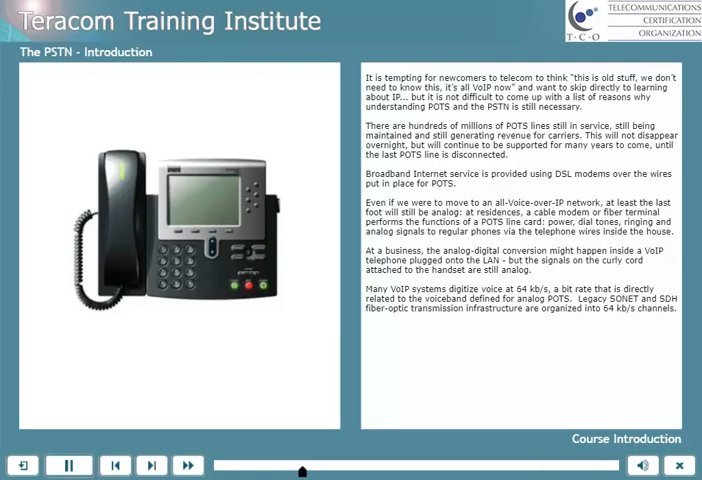 Teracom Training Institute
TELECOMMUNICATIONS
CERTIFICATION
ORGANIZATION
T·C·O
The PSTN - Introduction
It is tempting for newcomers to telecom to think "this is old stuff, we don't
need to know this, it's all VoIP now" and want to skip directly to learning
about IP... but it is not difficult to come up with a list of reasons why
understanding POTS and the PSTN is still necessary.
There are hundreds of millions of POTS lines still in service, still being
maintained and still generating revenue for carriers. This will not disappear
overnight, but will continue to be supported for many years to come, until
the last POTS line is disconnected.
Broadband Internet service is provided using DSL modems over the wires
put in place for POTS.
Even if we were to move to an all-Voice-over-IP network, at least the last
foot will still be analog: at residences, a cable modem or fiber terminal
performs the functions of a POTS line card: power, dial tones, ringing and
analog signals to regular phones via the telephone wires inside the house.
At a business, the analog-digital conversion might happen inside a VoIP
telephone plugged onto the LAN - but the signals on the curly cord
attached to the handset are still analog.
Many VoIP systems digitize voice at 64 kb/s, a bit rate that is directly
related to the voiceband defined for analog POTS. Legacy SONET and SDH
fiber-optic transmission infrastructure are organized into 64 kb/s channels.
Course Introduction